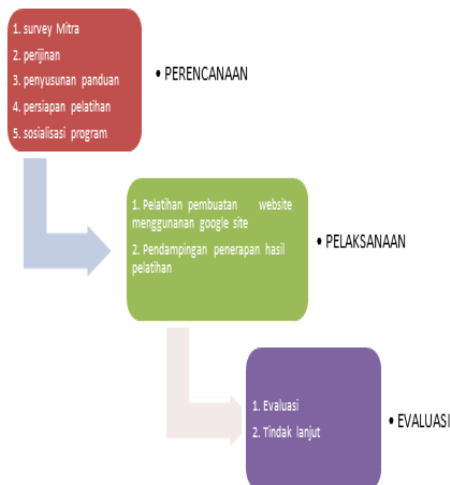 1. survey Mitra
2. perijinan
3. penyusunan panduan
4. persiapan pelatihan
5. sosialisasi program
• PERENCANAAN
1. Pelatihan pembuatan website
menggunanan google site
2. Pendampingan penerapan hasil
pelatihan
• PELAKSANAAN
1. Evaluasi
2. Tindak lanjut
• EVALUASI